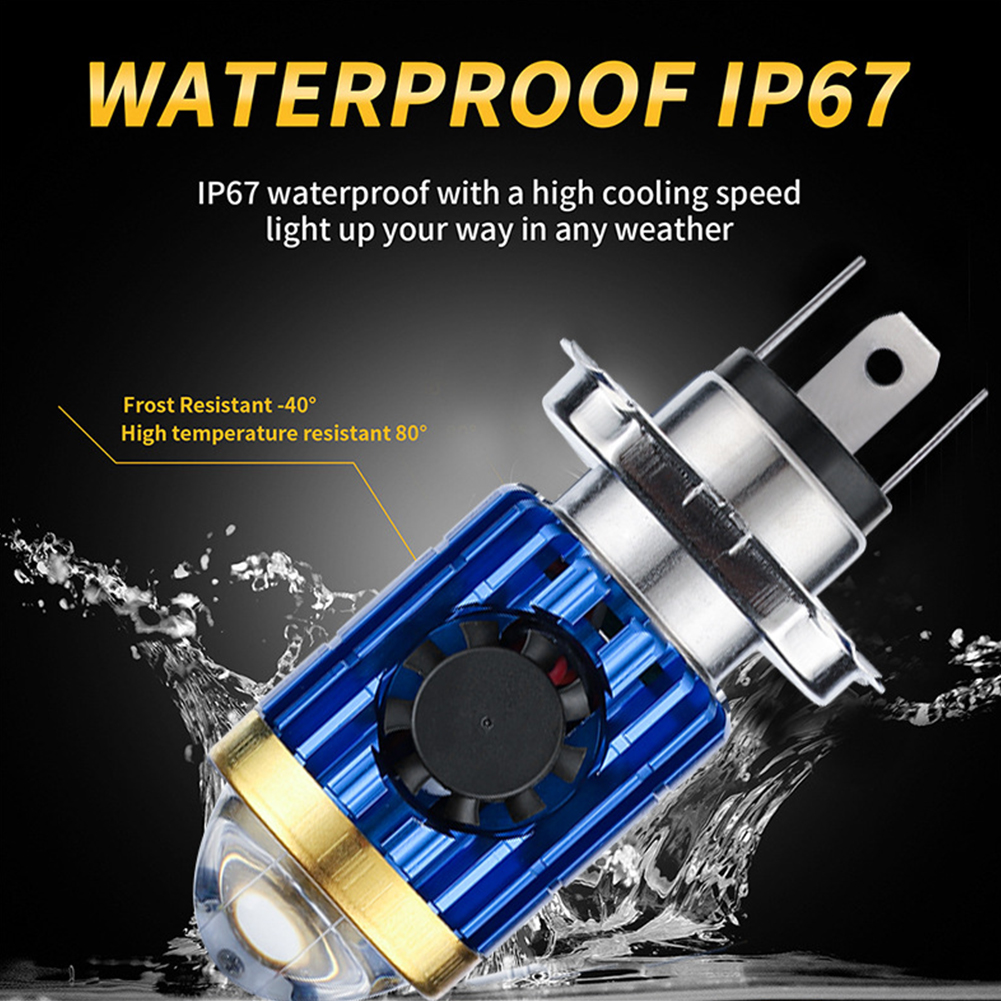 WATERPROOF IP67
IP67 waterproof with a high cooling speed
light up your way in any weather
Frost Resistant -40°
High temperature resistant 80°